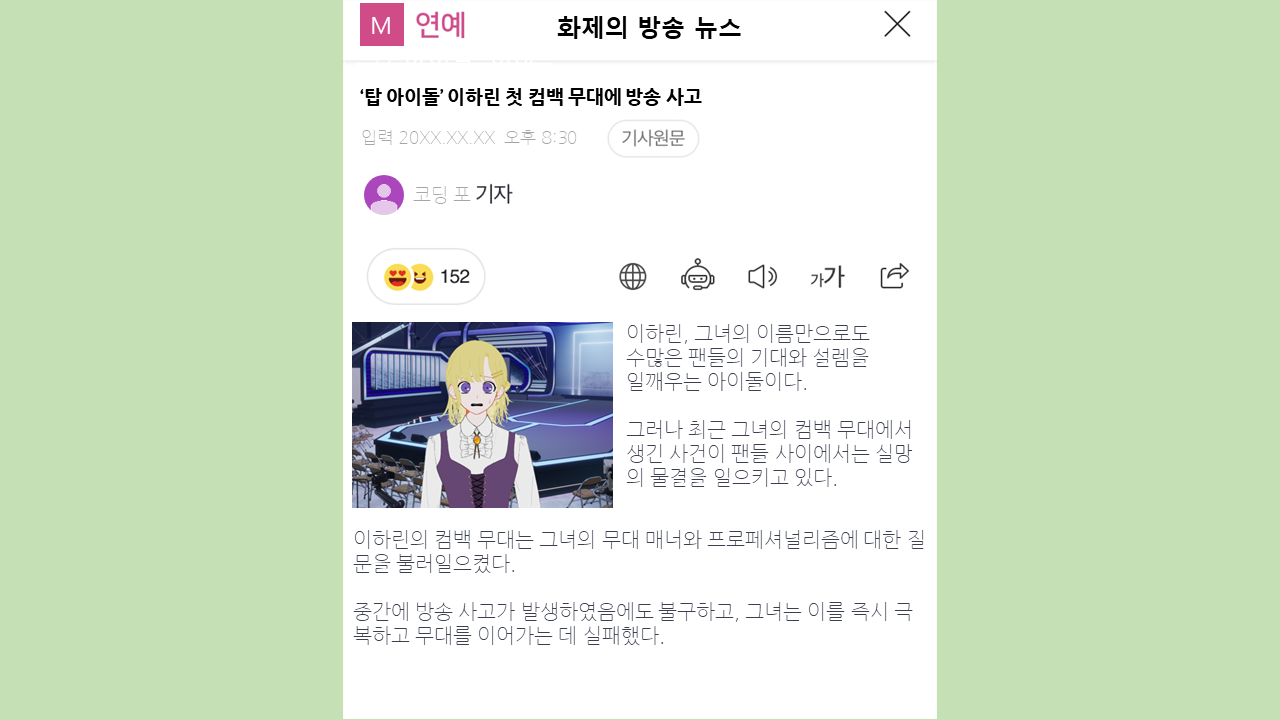 M 연예 화제의 방송 뉴스
‘탑 아이돌’ 이하린 첫 컴백 무대에 방송 사고
입력 20XX.XX.XX 오후 8:30 기사원문
코딩 포 기자
152 가가
이하린, 그녀의 이름만으로도
수많은 팬들의 기대와 설렘을
일깨우는 아이돌이다.
그러나 최근 그녀의 컴백 무대에서
생긴 사건이 팬들 사이에서는 실망
의 물결을 일으키고 있다.
이하린의 컴백 무대는 그녀의 무대 매너와 프로페셔널리즘에 대한 질
문을 불러일으켰다.
중간에 방송 사고가 발생하였음에도 불구하고, 그녀는 이를 즉시 극
복하고 무대를 이어가는 데 실패했다.